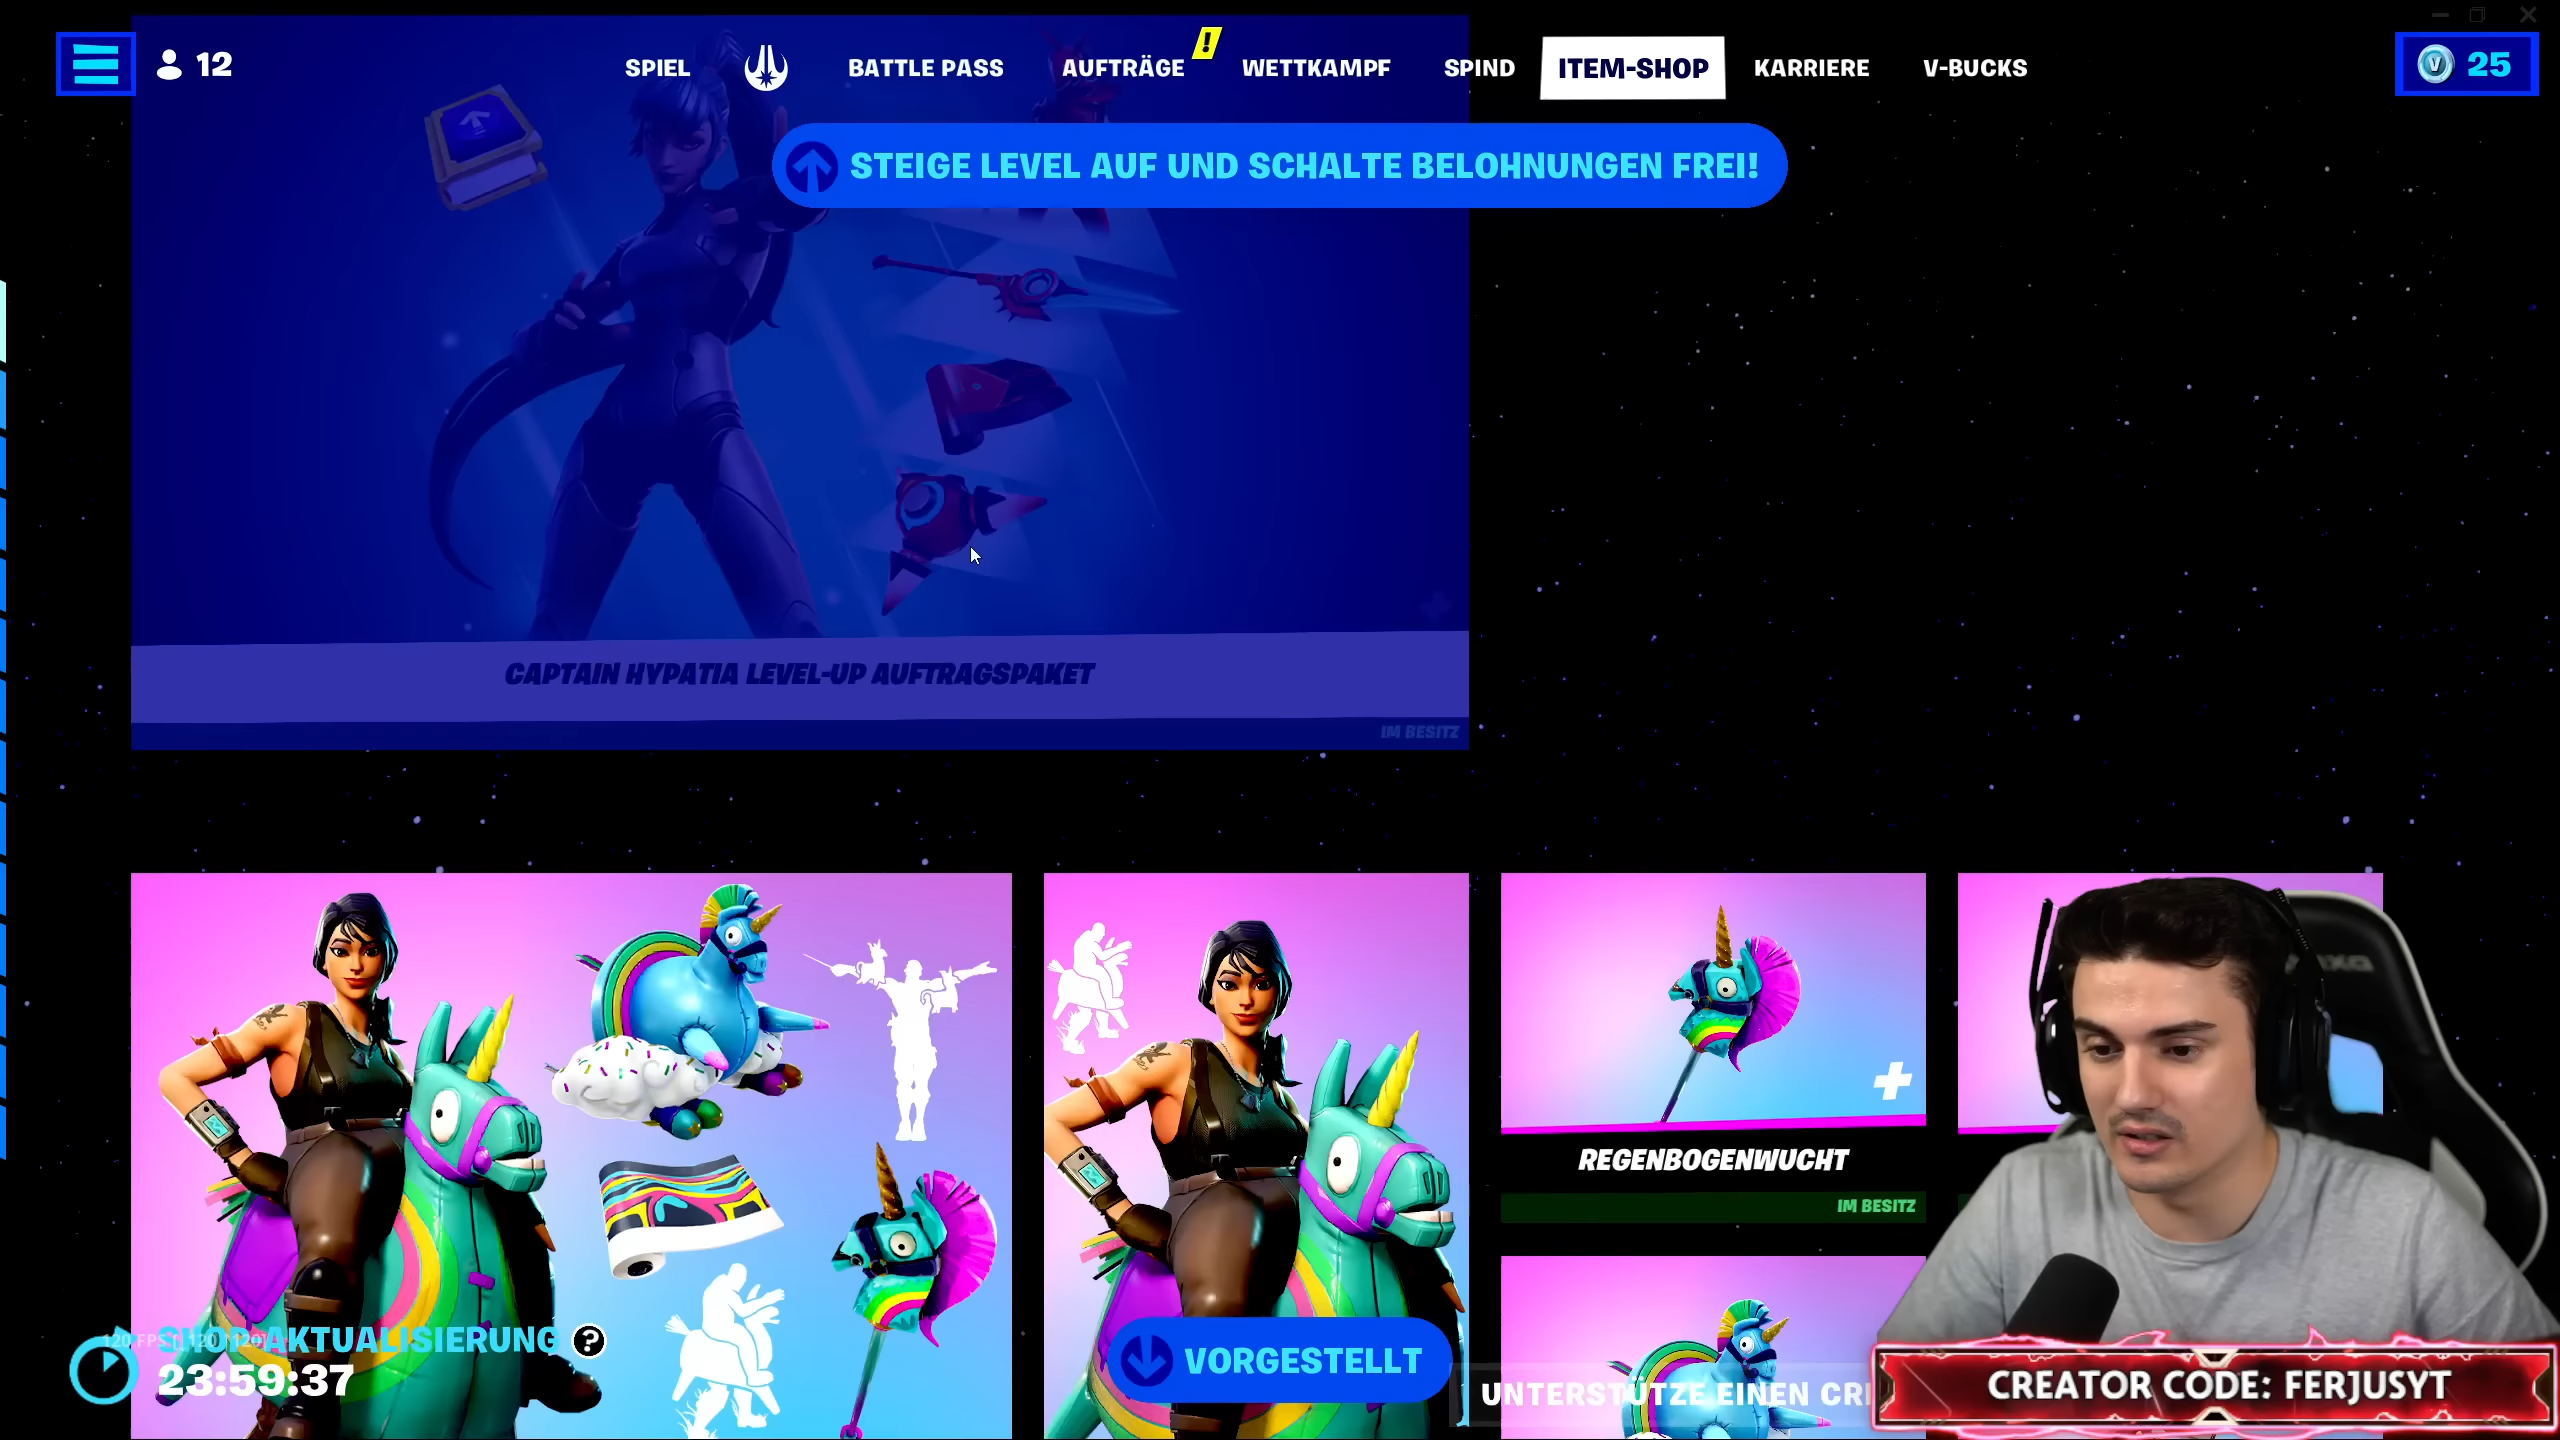 12
SPIEL
BATTLE PASS
AUFTRÄGE
!
WETTKAMPF
SPIND
ITEM-SHOP
KARRIERE
V-BUCKS
25
STEIGE LEVEL AUF UND SCHALTE BELOHNUNGEN FREI!
CAPTAIN HYPATIA LEVEL-UP AUFTRAGSPAKET
IM BESITZ
REGENBOGENWUCHT
IM BESITZ
SHOP-AKTUALISIERUNG ?
23:59:37
VORGESTELLT
UNTERSTÜTZE EINEN
CREATOR CODE: FERJUSYT